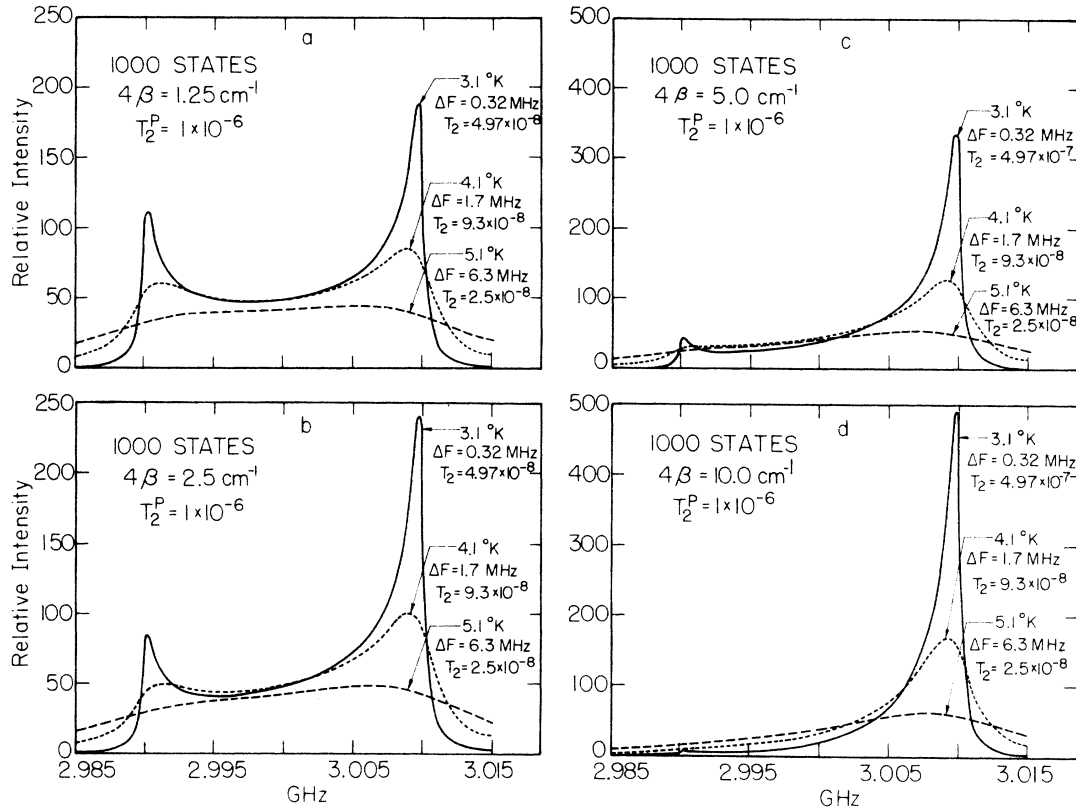 a
1000 STATES
4β = 1.25 cm⁻¹
T₂ᴾ = 1 × 10⁻⁶
3.1 °K
ΔF = 0.32 MHz
T₂ = 4.97×10⁻⁸
4.1 °K
ΔF = 1.7 MHz
T₂ = 9.3×10⁻⁸
5.1 °K
ΔF = 6.3 MHz
T₂ = 2.5×10⁻⁸
Relative Intensity
250
200
150
100
50
0
c
1000 STATES
4β = 5.0 cm⁻¹
T₂ᴾ = 1 × 10⁻⁶
3.1 °K
ΔF = 0.32 MHz
T₂ = 4.97×10⁻⁷
4.1 °K
ΔF = 1.7 MHz
T₂ = 9.3×10⁻⁸
5.1 °K
ΔF = 6.3 MHz
T₂ = 2.5×10⁻⁸
500
400
300
200
100
0
b
1000 STATES
4β = 2.5 cm⁻¹
T₂ᴾ = 1 × 10⁻⁶
3.1 °K
ΔF = 0.32 MHz
T₂ = 4.97×10⁻⁸
4.1 °K
ΔF = 1.7 MHz
T₂ = 9.3×10⁻⁸
5.1 °K
ΔF = 6.3 MHz
T₂ = 2.5×10⁻⁸
Relative Intensity
250
200
150
100
50
0
2.985 2.995 3.005 3.015
GHz
d
1000 STATES
4β = 10.0 cm⁻¹
T₂ᴾ = 1 × 10⁻⁶
3.1 °K
ΔF = 0.32 MHz
T₂ = 4.97×10⁻⁷
4.1 °K
ΔF = 1.7 MHz
T₂ = 9.3×10⁻⁸
5.1 °K
ΔF = 6.3 MHz
T₂ = 2.5×10⁻⁸
500
400
300
200
100
0
2.985 2.995 3.005 3.015
GHz